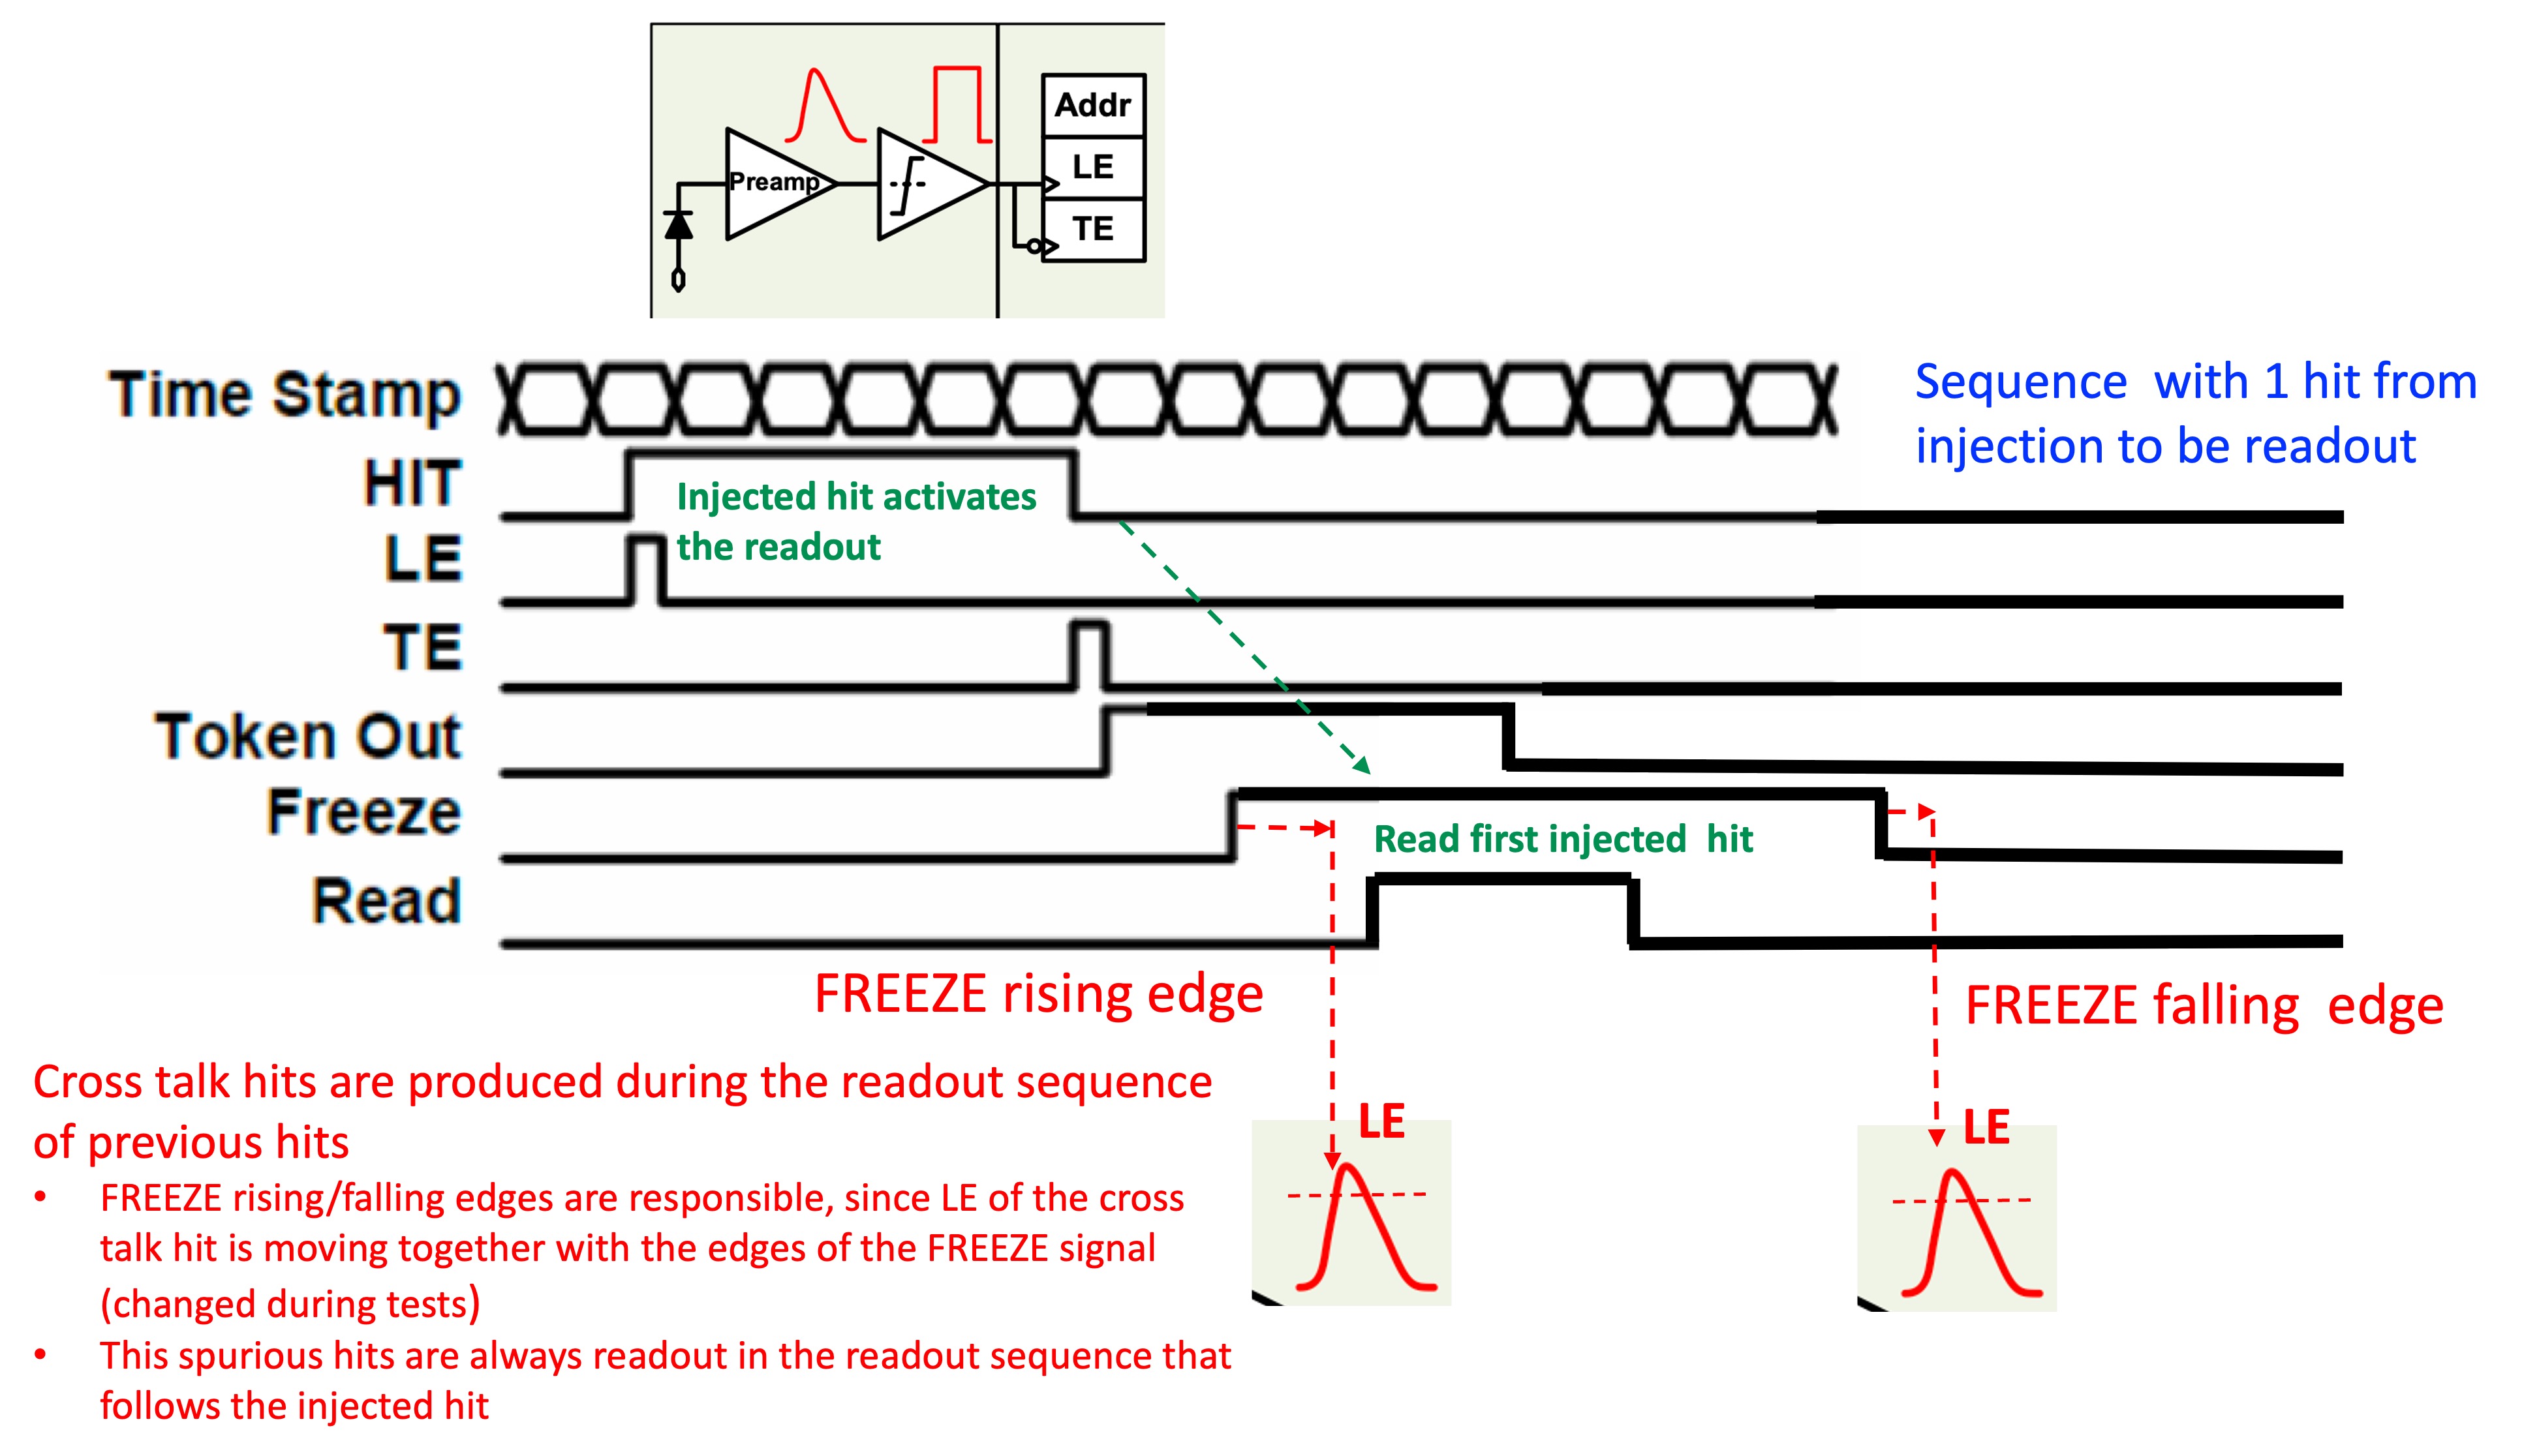 Addr
Preamp
LE
TE
Time Stamp
Sequence with 1 hit from
injection to be readout
HIT
Injected hit activates
the readout
LE
TE
Token Out
Freeze
Read first injected hit
Read
FREEZE rising edge
FREEZE falling edge
Cross talk hits are produced during the readout sequence
of previous hits
• FREEZE rising/falling edges are responsible, since LE of the cross
talk hit is moving together with the edges of the FREEZE signal
(changed during tests)
• This spurious hits are always readout in the readout sequence that
follows the injected hit
LE
LE